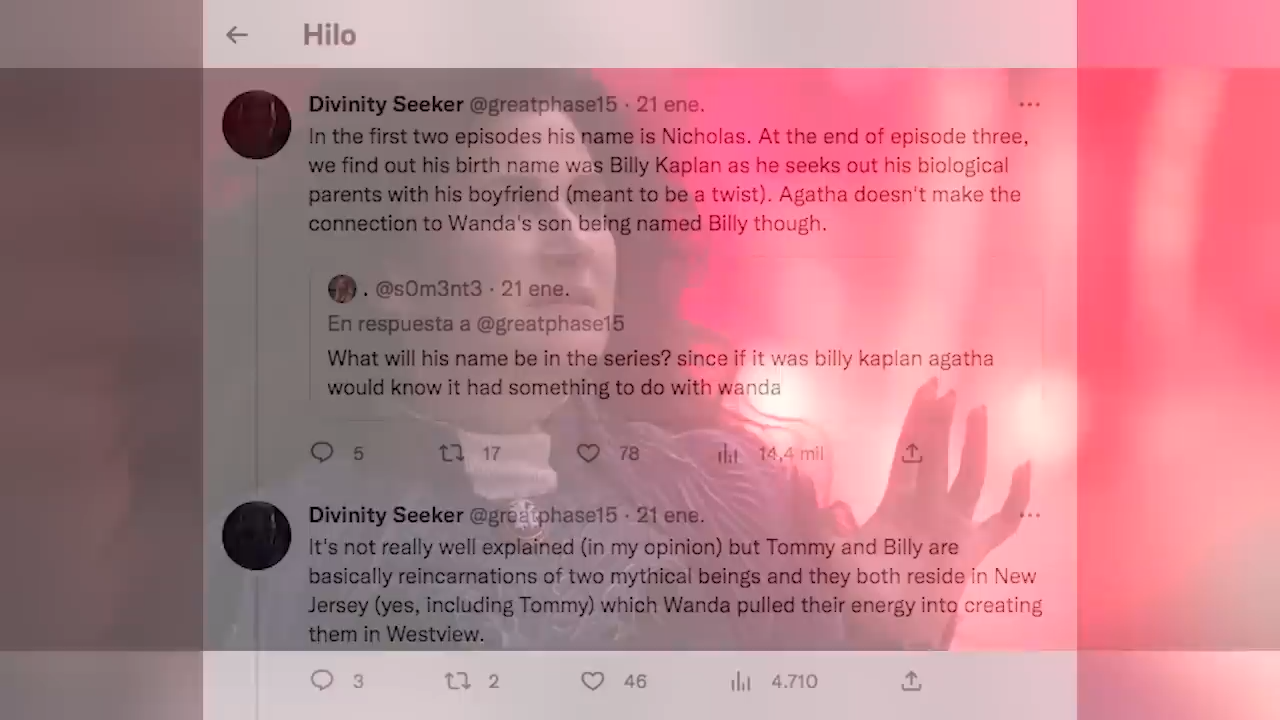 Hilo
Divinity Seeker @greatphase15 · 21 ene.
In the first two episodes his name is Nicholas. At the end of episode three,
we find out his birth name was Billy Kaplan as he seeks out his biological
parents with his boyfriend (meant to be a twist). Agatha doesn't make the
connection to Wanda's son being named Billy though.
. @s0m3nt3 · 21 ene.
En respuesta a @greatphase15
What will his name be in the series? since if it was billy kaplan agatha
would know it had something to do with wanda
5 17 78 14,4 mil
Divinity Seeker @greatphase15 · 21 ene.
It's not really well explained (in my opinion) but Tommy and Billy are
basically reincarnations of two mythical beings and they both reside in New
Jersey (yes, including Tommy) which Wanda pulled their energy into creating
them in Westview.
3 2 46 4.710